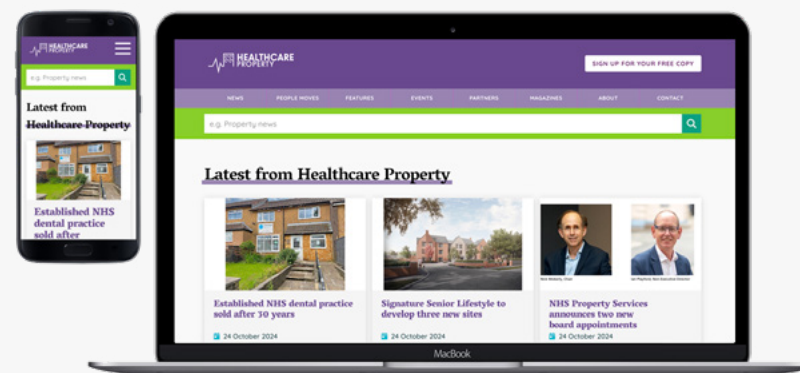 HEALTHCARE
PROPERTY
e.g. Property news
Latest from
Healthcare Property
Established NHS
dental practice
sold after
HEALTHCARE
PROPERTY
SIGN UP FOR YOUR FREE COPY
NEWS
PEOPLE MOVES
FEATURES
EVENTS
PARTNERS
MAGAZINES
ABOUT
CONTACT
e.g. Property news
Latest from Healthcare Property
Established NHS dental practice
sold after 30 years
24 October 2024
Signature Senior Lifestyle to
develop three new sites
24 October 2024
NHS Property Services
announces two new
board appointments
24 October 2024
MacBook